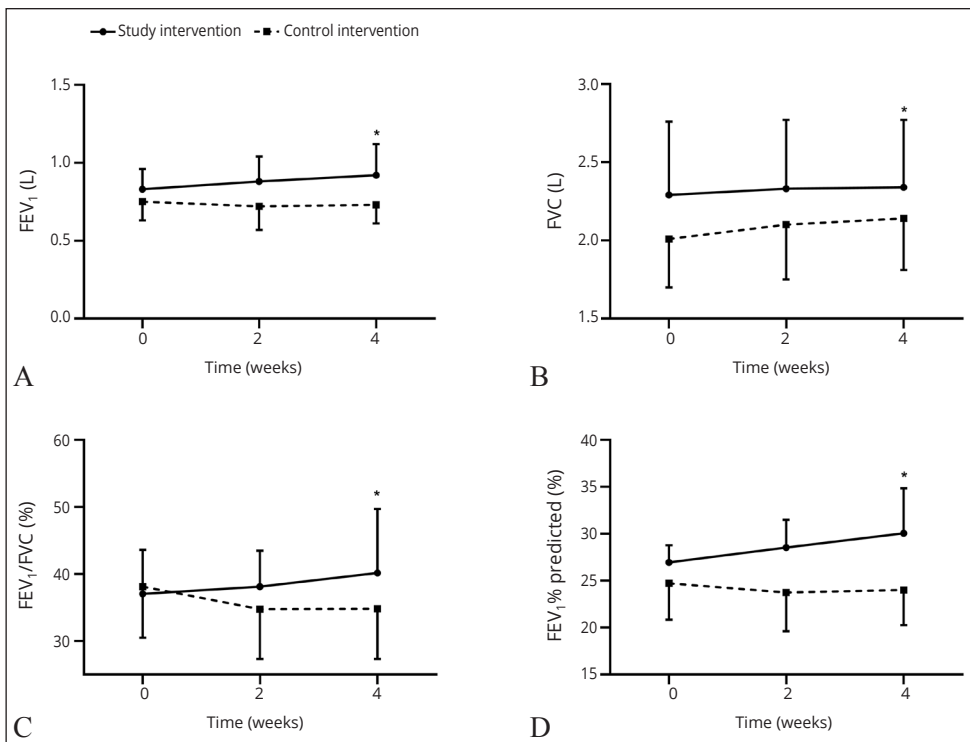 Study intervention Control intervention
FEV₁ (L)
1.5
1.0
0.5
0.0
*
0 2 4
Time (weeks)
A
FVC (L)
3.0
2.5
2.0
1.5
*
0 2 4
Time (weeks)
B
FEV₁/FVC (%)
60
50
40
30
*
0 2 4
Time (weeks)
C
FEV₁% predicted (%)
40
35
30
25
20
15
*
0 2 4
Time (weeks)
D